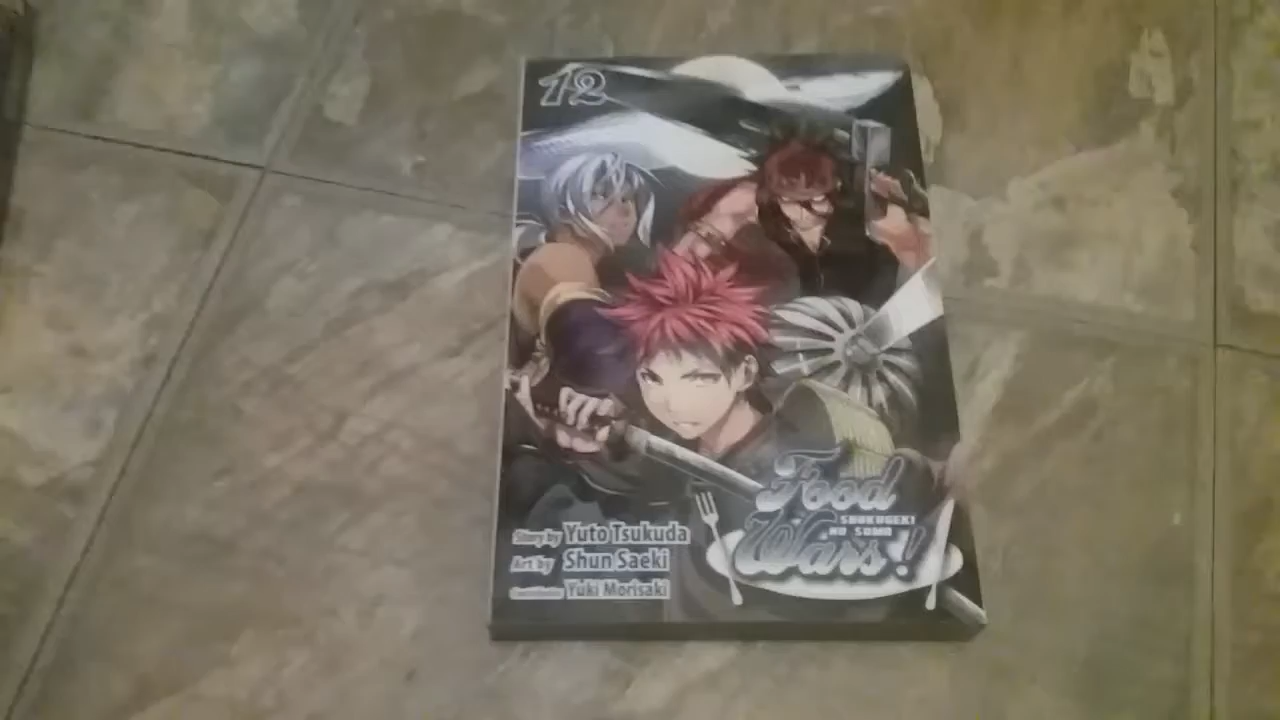 12
Food
SHOKUGEKI
NO SOMA
Wars!
Story by Yuto Tsukuda
Art by Shun Saeki
Yuki Morisaki